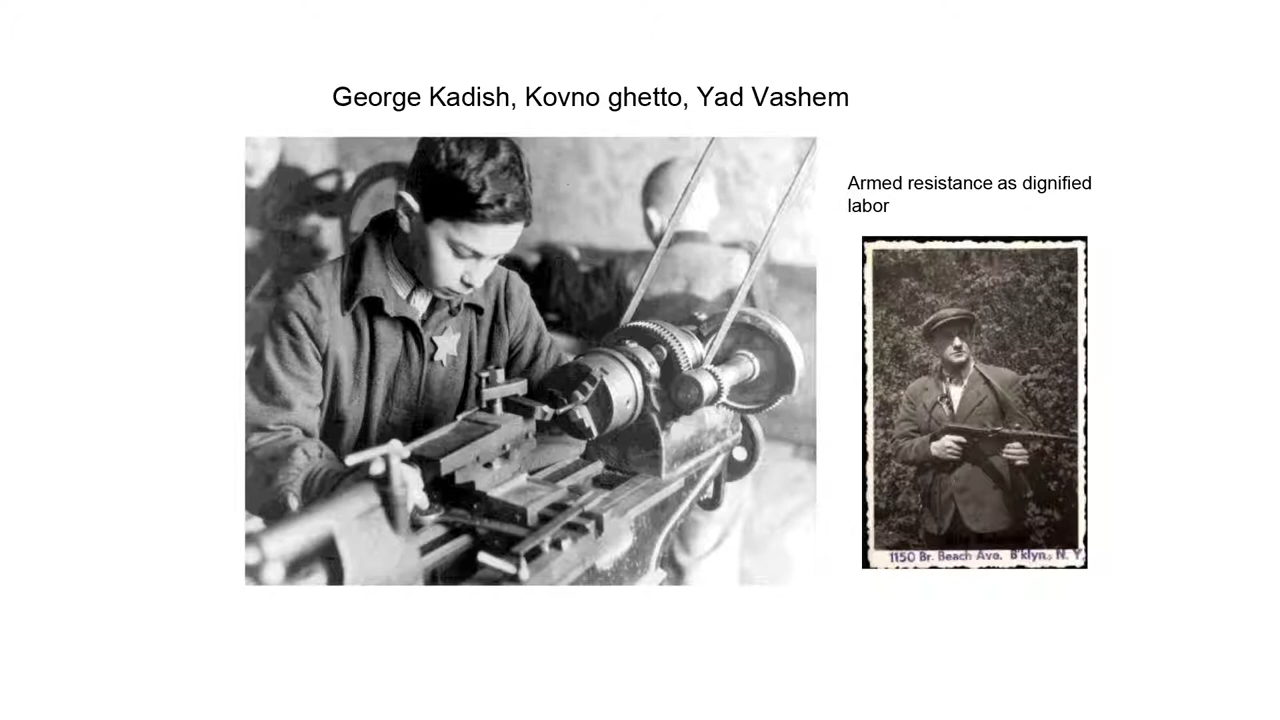 George Kadish, Kovno ghetto, Yad Vashem
Armed resistance as dignified
labor
1150 Br. Beach Ave. B'klyn, N. Y.